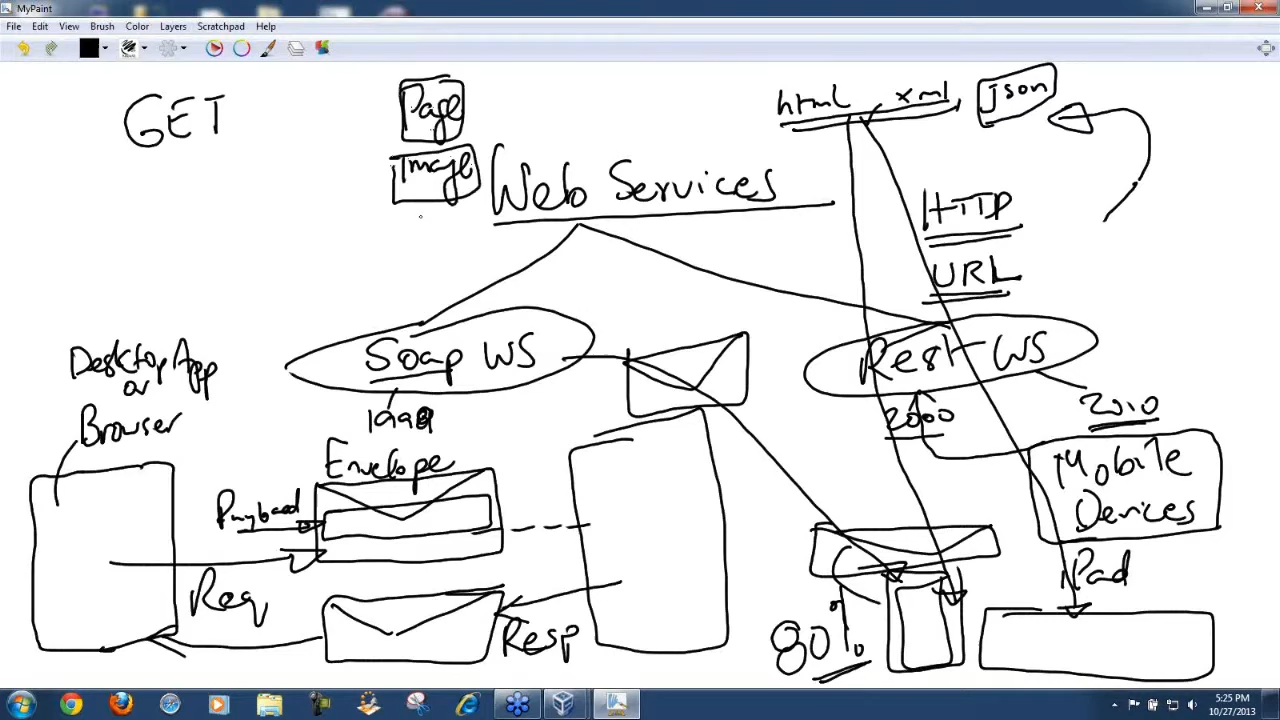 MyPaint
File Edit View Brush Color Layers Scratchpad Help
GET
Page
Image
html xml json
Web Services
HTTP
URL
Soap WS
Rest WS
Desktop App
or
Browser
2000
2010
Envelope
Mobile
Devices
Req
Resp
80%
iPad
5:25 PM
10/27/2013